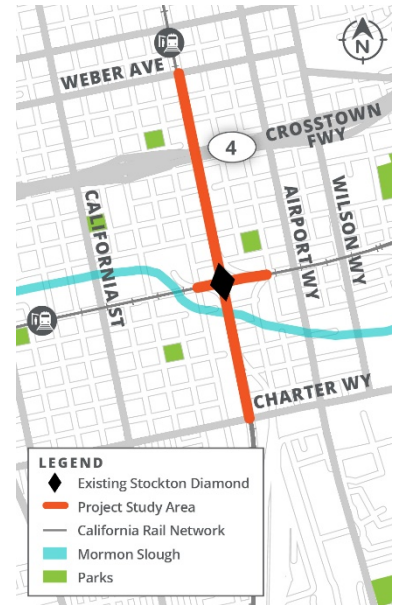 N
WEBER AVE
CROSSTOWN
FWY
4
CALIFORNIA ST
AIRPORT WY
WILSON WY
CHARTER WY
LEGEND
Existing Stockton Diamond
Project Study Area
California Rail Network
Mormon Slough
Parks